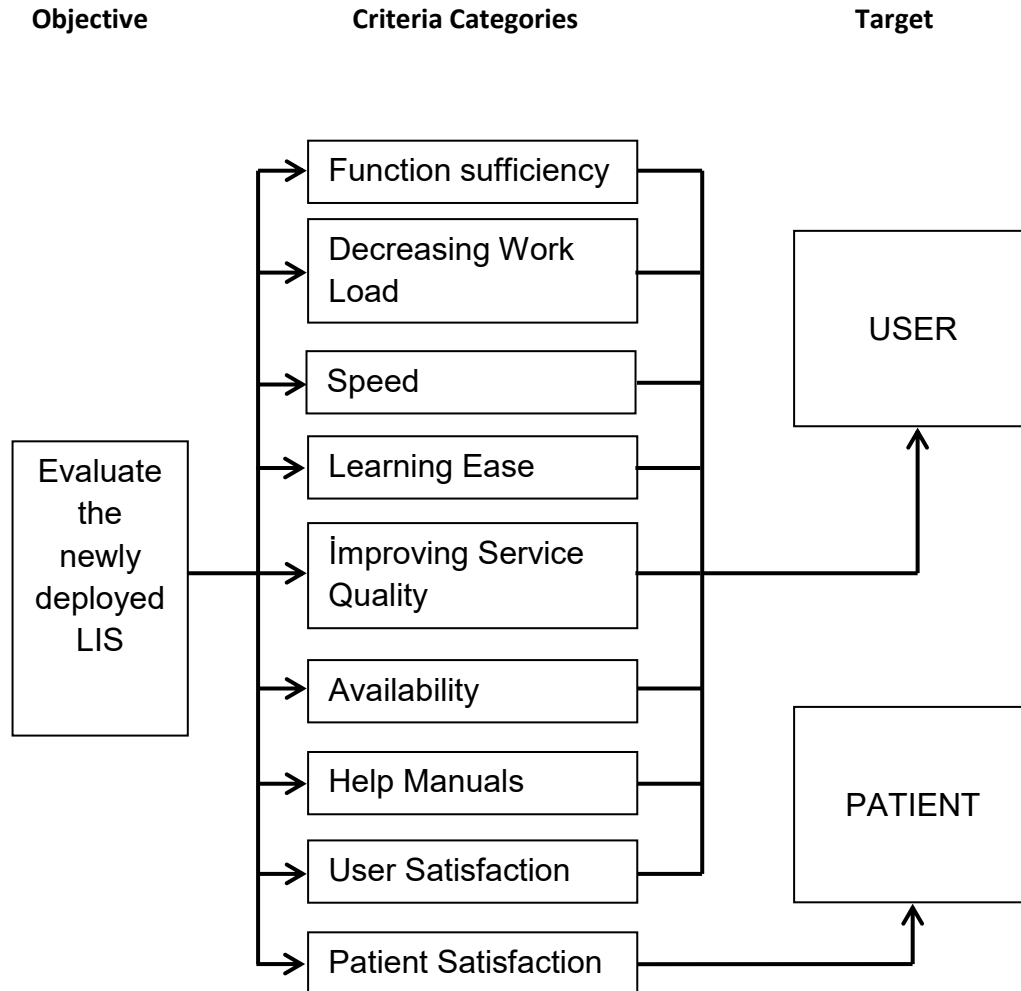 Objective
Criteria Categories
Target
Function sufficiency
Decreasing Work
Load
Speed
Learning Ease
İmproving Service
Quality
Availability
Help Manuals
User Satisfaction
Patient Satisfaction
Evaluate
the
newly
deployed
LIS
USER
PATIENT